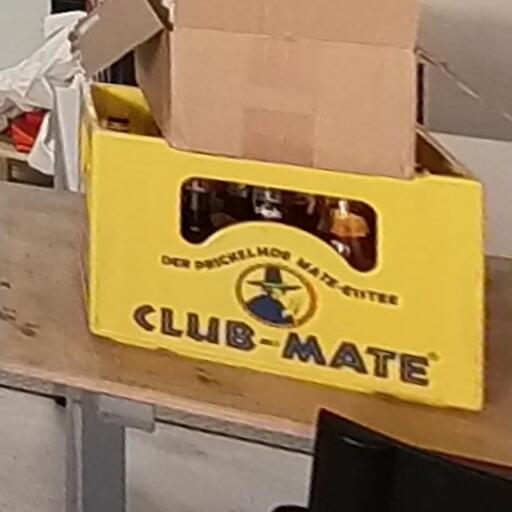 DER PRICKELNDE MATE-EISTEE
CLUB-MATE